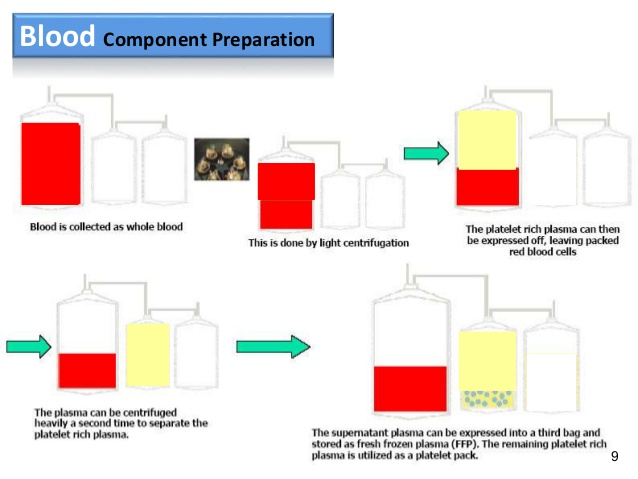 Blood Component Preparation
Blood is collected as whole blood
This is done by light centrifugation
The platelet rich plasma can then
be expressed off, leaving packed
red blood cells
The plasma can be centrifuged
heavily a second time to separate the
platelet rich plasma.
The supernatant plasma can be expressed into a third bag and
stored as fresh frozen plasma (FFP). The remaining platelet rich
plasma is utilized as a platelet pack.
9